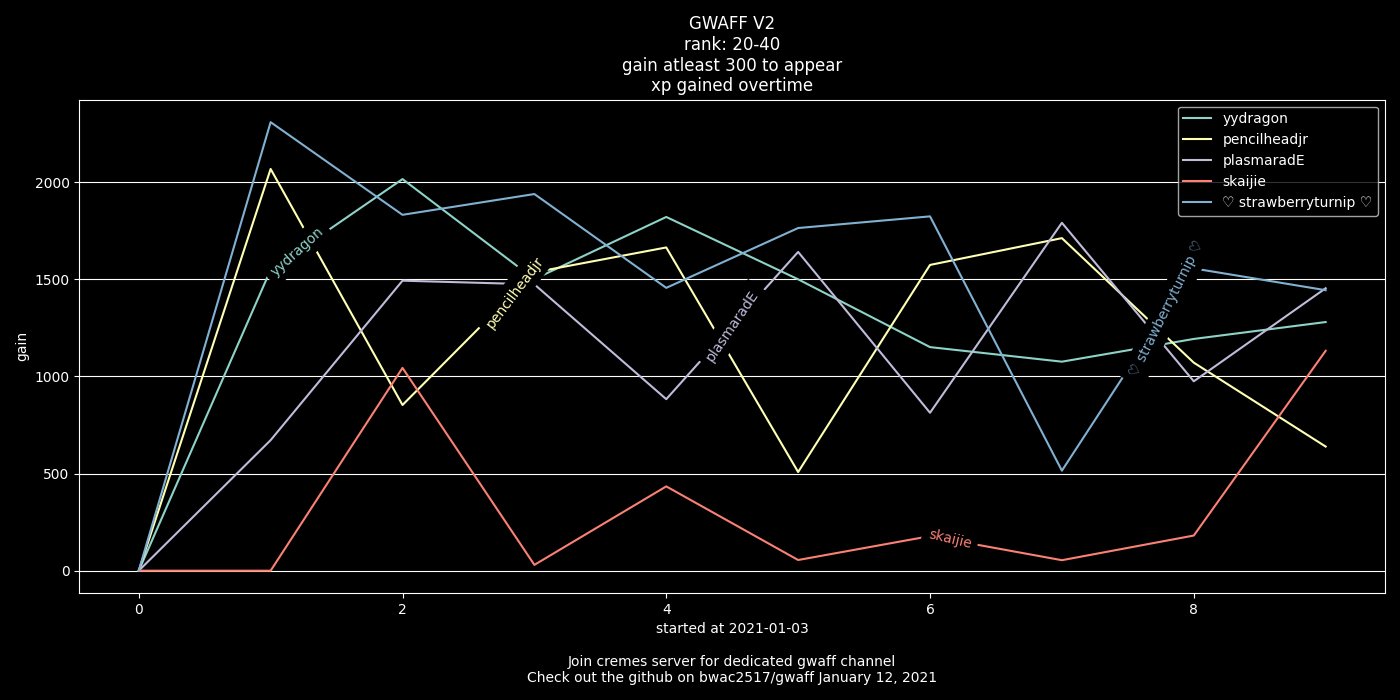 GWAFF V2
rank: 20-40
gain atleast 300 to appear
xp gained overtime
yydragon
pencilheadjr
plasmaradE
skaijie
♡ strawberryturnip ♡
2000
1500
1000
500
0
gain
yydragon
pencilheadjr
plasmaradE
skaijie
♡ strawberryturnip ♡
0 2 4 6 8
started at 2021-01-03
Join cremes server for dedicated gwaff channel
Check out the github on bwac2517/gwaff January 12, 2021